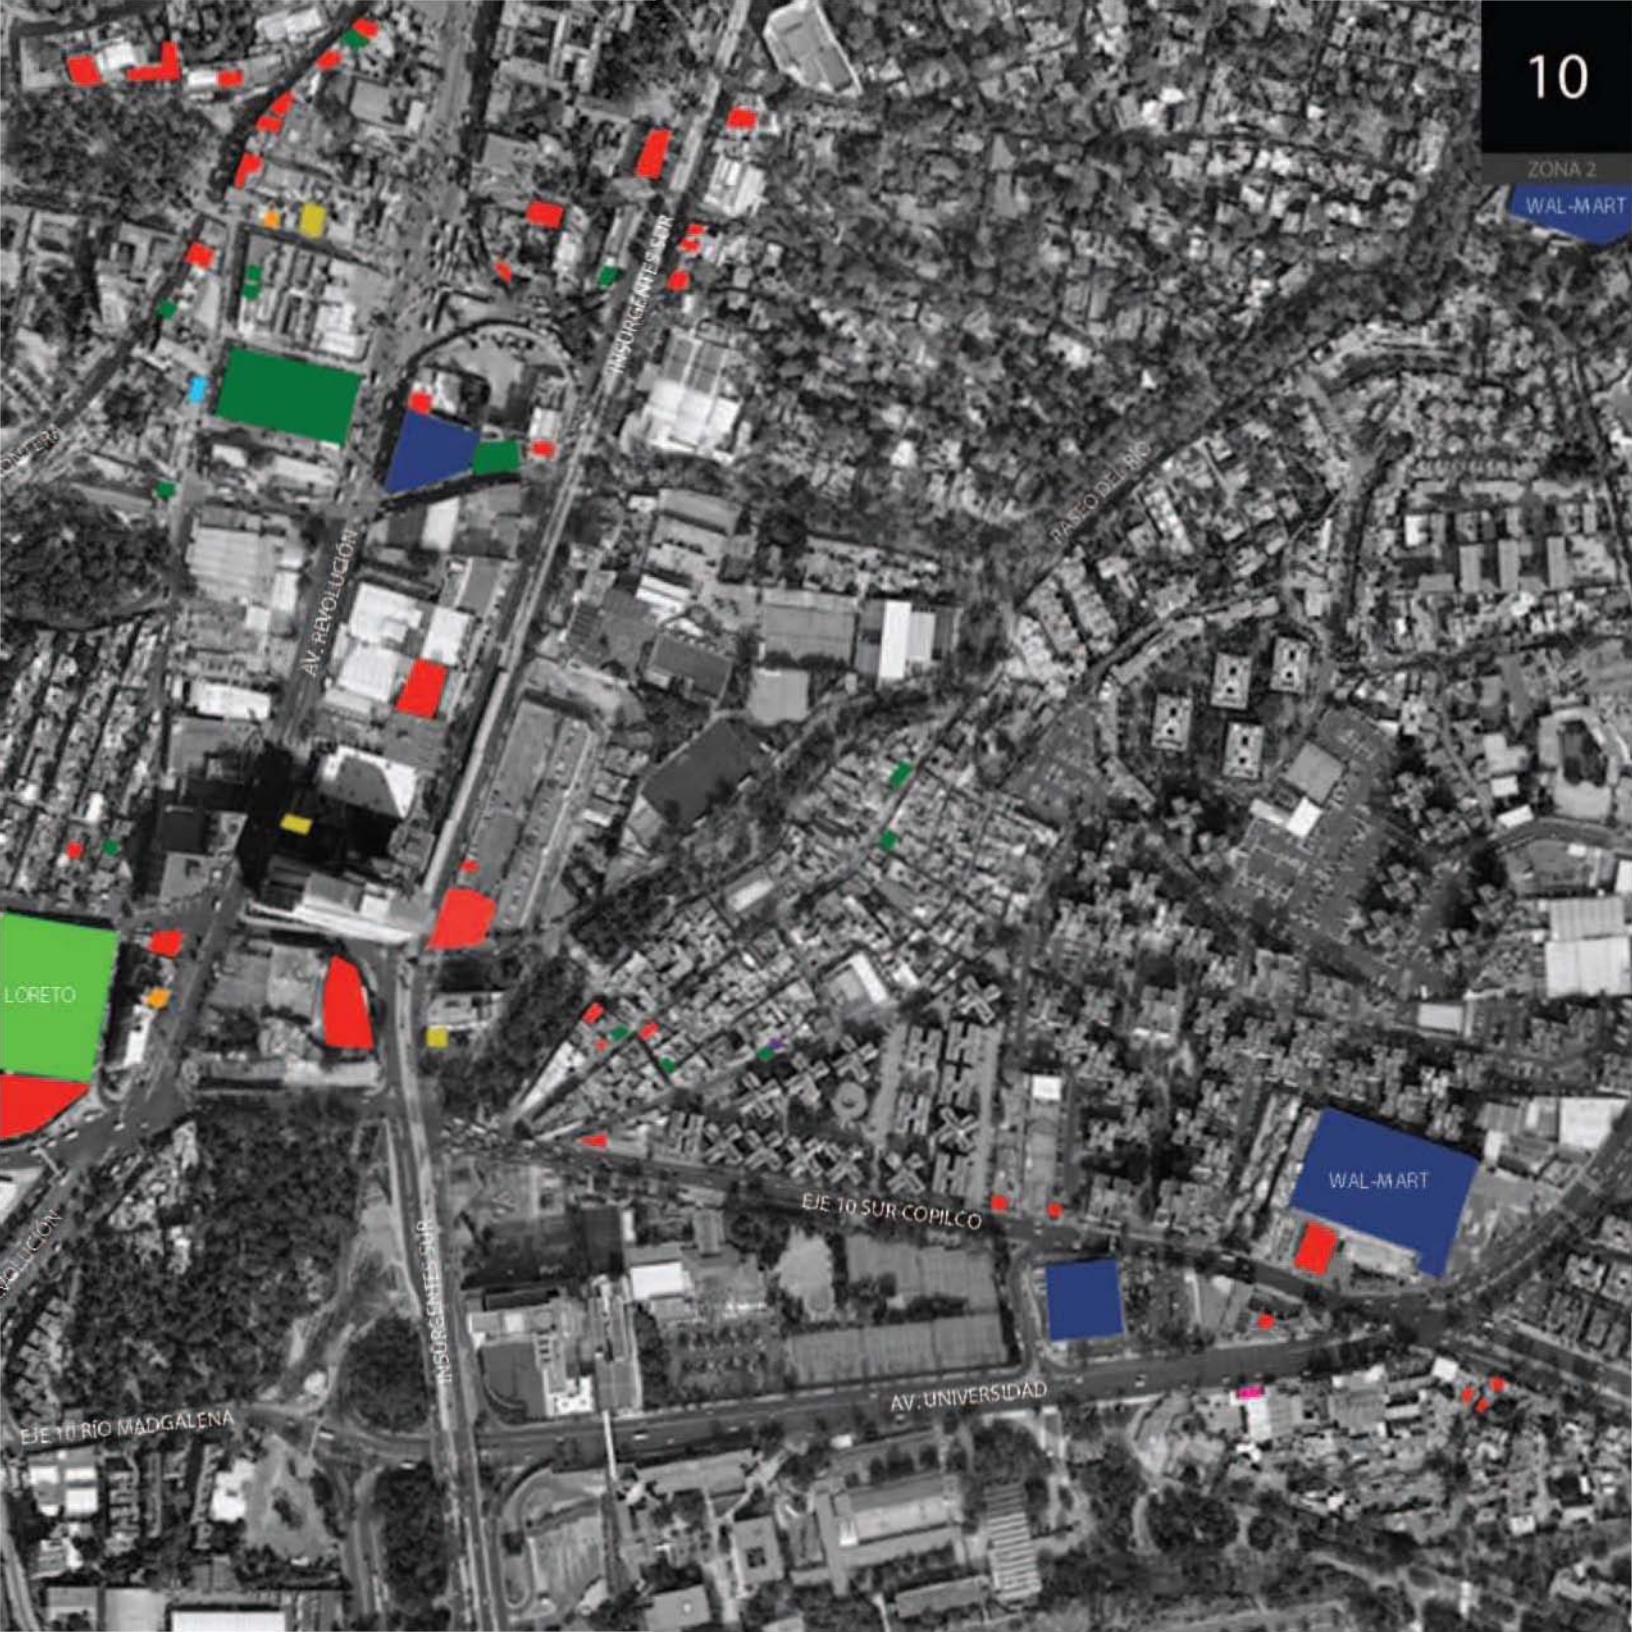 10
ZONA 2
WAL-MART
INSURGENTES SUR
PASEO DEL RIO
AV. REVOLUCIÓN
LORETO
WAL-MART
EJE 10 SUR COPILCO
INSURGENTES SUR
AV. UNIVERSIDAD
EJE 10 RÍO MADGALENA